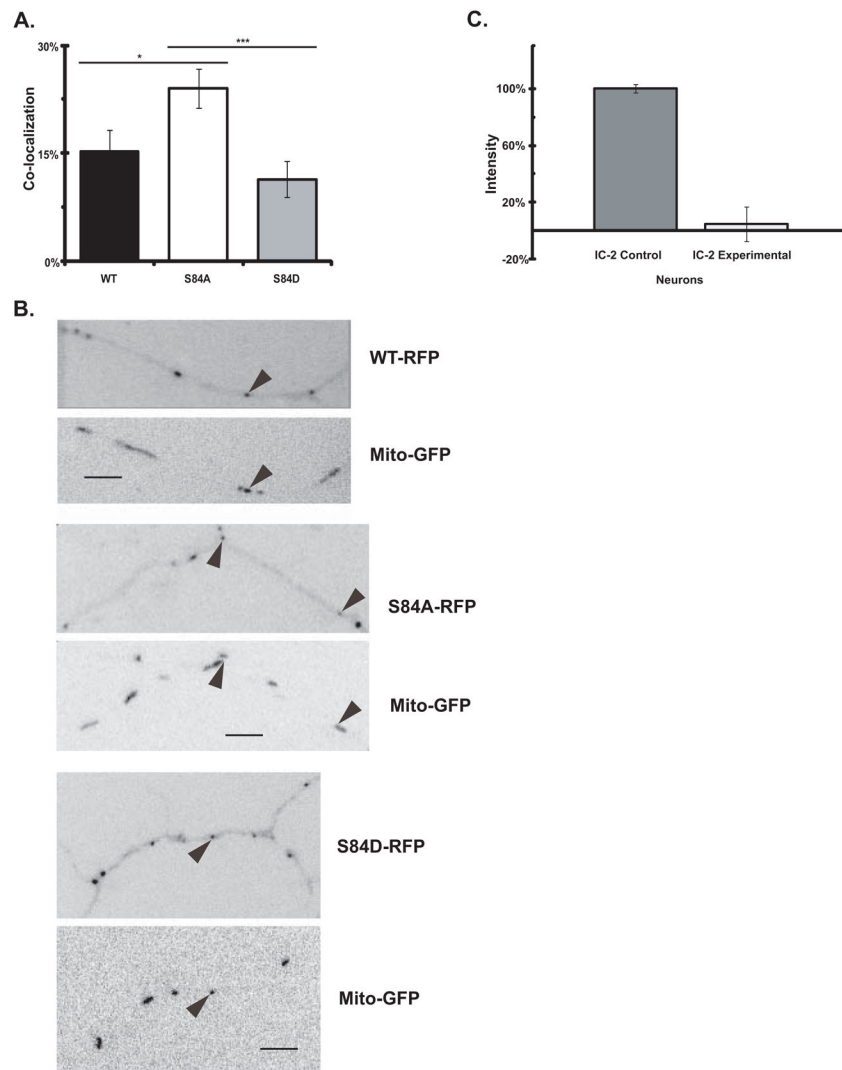 A.
*
***
30%
15%
0%
Co-localization
WT
S84A
S84D
C.
100%
60%
20%
-20%
Intensity
IC-2 Control
IC-2 Experimental
Neurons
B.
WT-RFP
Mito-GFP
S84A-RFP
Mito-GFP
S84D-RFP
Mito-GFP